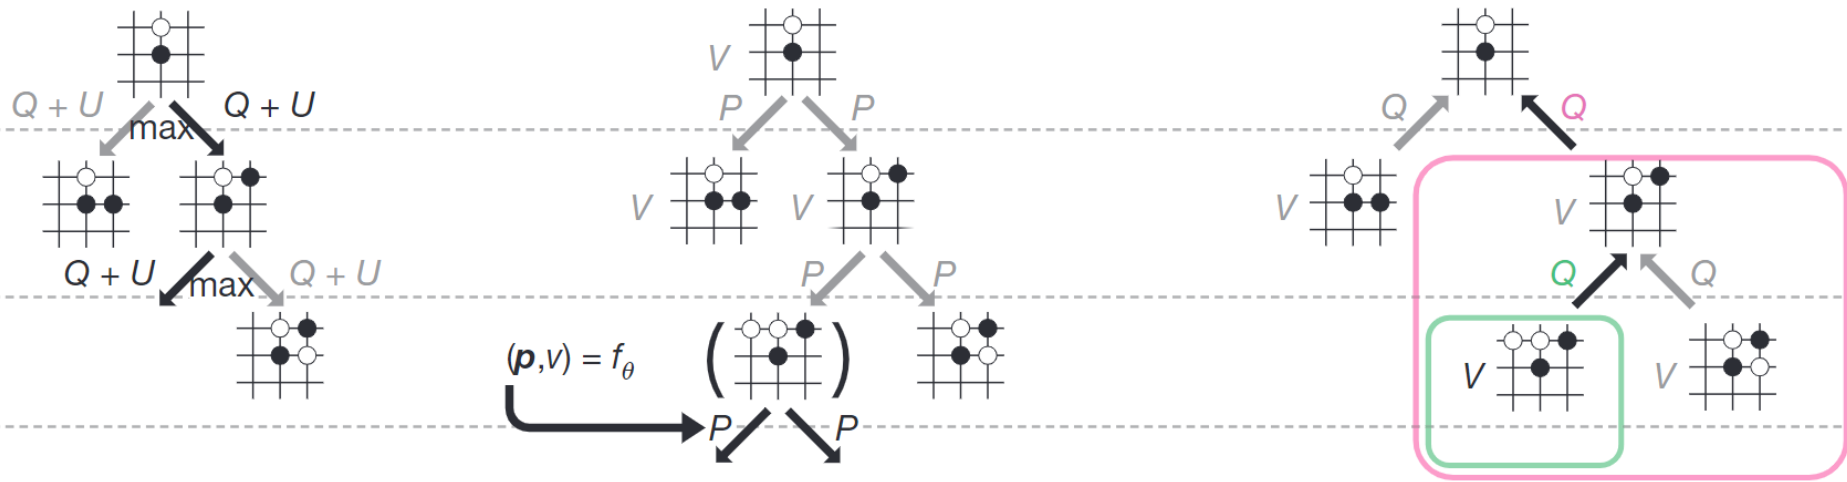 Q + U
max
Q + U
Q + U
max
Q + U
V
P
P
V
V
P
P
(p,v) = fθ
( )
P
P
Q
Q
V
V
Q
Q
V
V